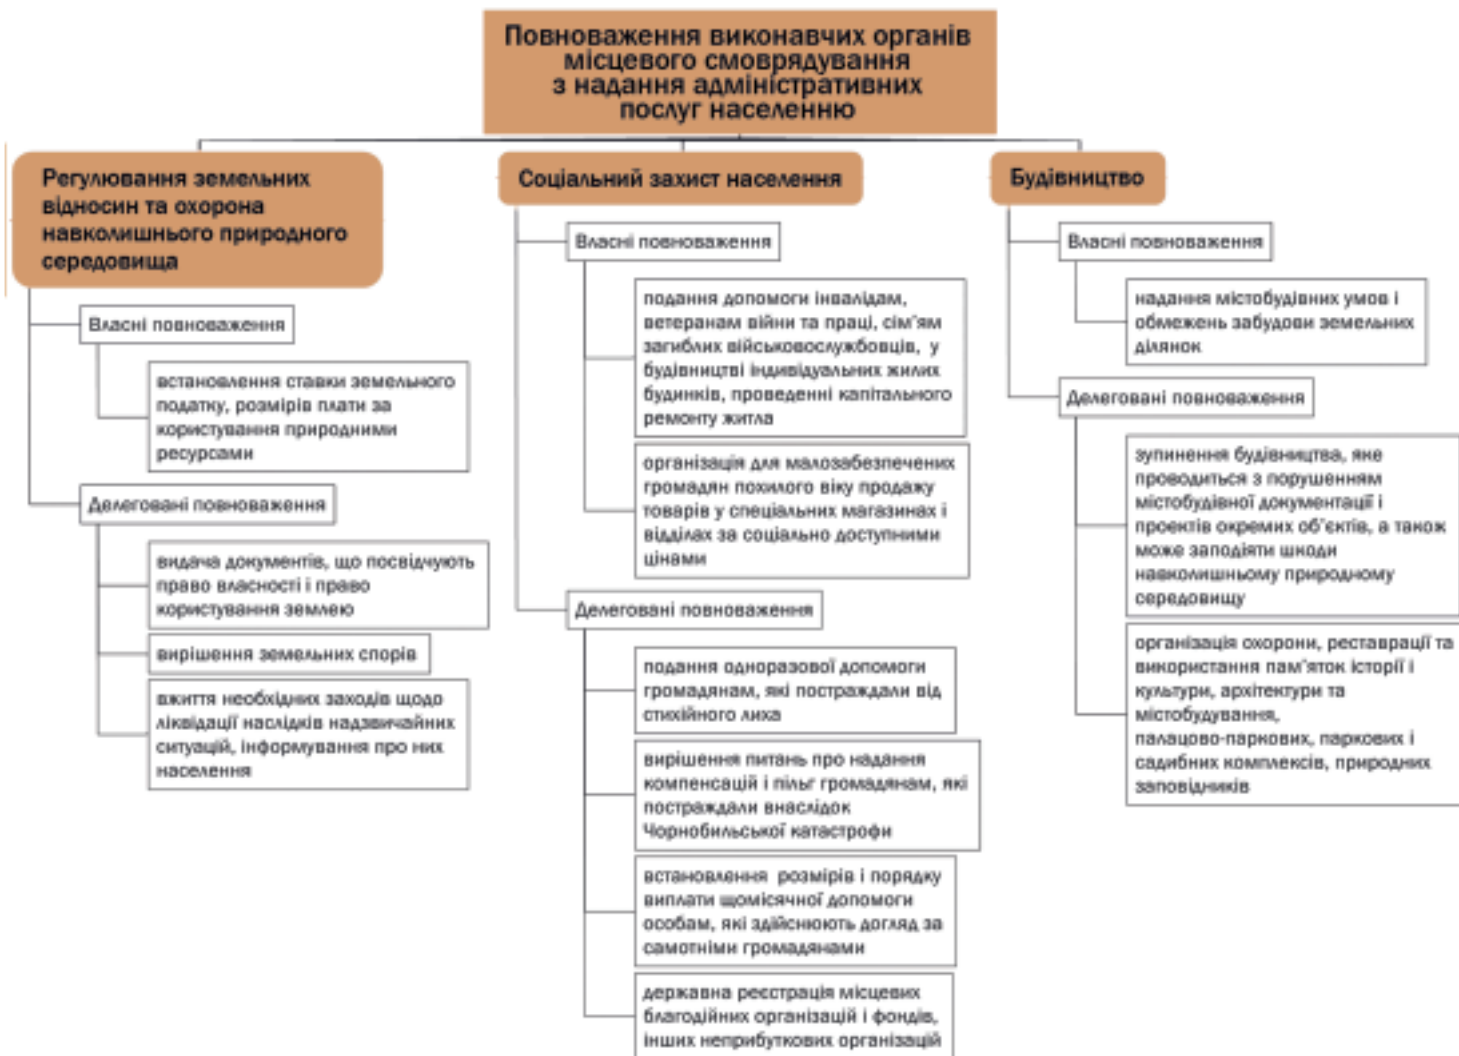 Повноваження виконавчих органів
місцевого смоврядування
з надання адміністративних
послуг населенню
Регулювання земельних
відносин та охорона
навколишнього природного
середовища
Власні повноваження
встановлення ставки земельного
податку, розмірів плати за
користування природними
ресурсами
Делеговані повноваження
видача документів, що посвідчують
право власності і право
користування землею
вирішення земельних спорів
вжиття необхідних заходів щодо
ліквідації наслідків надзвичайних
ситуацій, інформування про них
населення
Соціальний захист населення
Власні повноваження
подання допомоги інвалідам,
ветеранам війни та праці, сім'ям
загиблих військовослужбовців, у
будівництві індивідуальних жилих
будинків, проведенні капітального
ремонту житла
організація для малозабезпечених
громадян похилого віку продажу
товарів у спеціальних магазинах і
відділах за соціально доступними
цінами
Делеговані повноваження
подання одноразової допомоги
громадянам, які постраждали від
стихійного лиха
вирішення питань про надання
компенсацій і пільг громадянам, які
постраждали внаслідок
Чорнобильської катастрофи
встановлення розмірів і порядку
виплати щомісячної допомоги
особам, які здійснюють догляд за
самотніми громадянами
державна реєстрація місцевих
благодійних організацій і фондів,
інших неприбуткових організацій
Будівництво
Власні повноваження
надання містобудівних умов і
обмежень забудови земельних
ділянок
Делеговані повноваження
зупинення будівництва, яке
проводиться з порушенням
містобудівної документації і
проектів окремих об'єктів, а також
може заподіяти шкоди
навколишньому природному
середовищу
організація охорони, реставрації та
використання пам'яток історії і
культури, архітектури та
містобудування,
палацово-паркових, паркових і
садибних комплексів, природних
заповідників